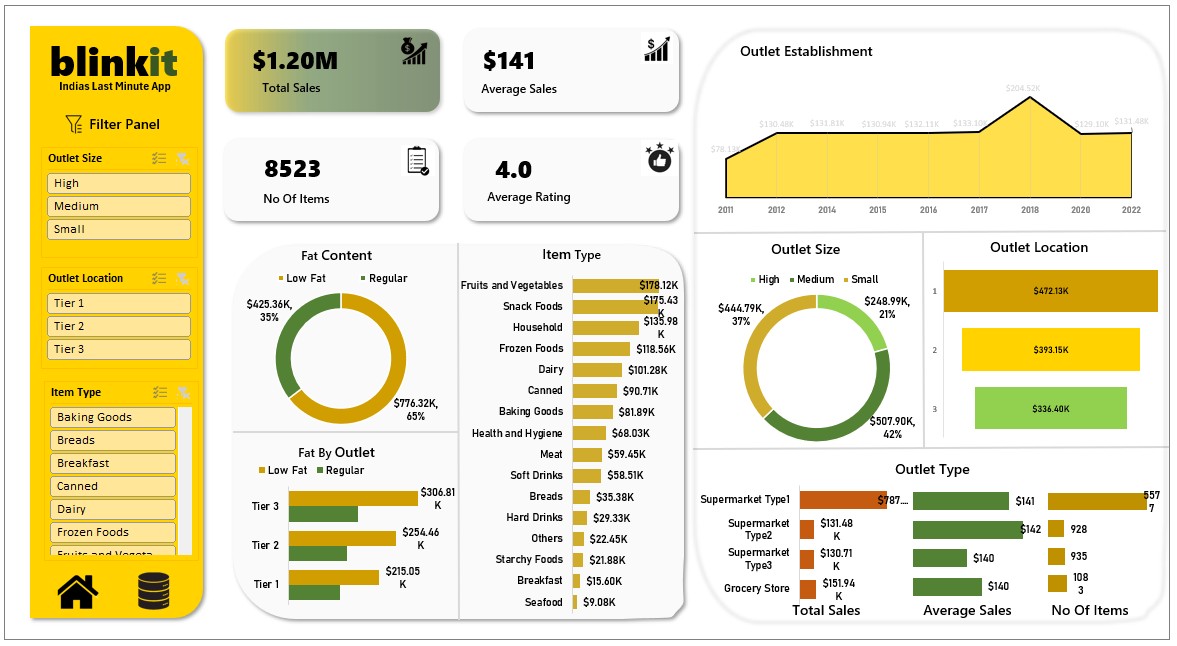 blinkit
Indias Last Minute App
Filter Panel
Outlet Size
High
Medium
Small
Outlet Location
Tier 1
Tier 2
Tier 3
Item Type
Baking Goods
Breads
Breakfast
Canned
Dairy
Frozen Foods
Fruits and Vegeta
$1.20M
Total Sales
$141
Average Sales
8523
No Of Items
4.0
Average Rating
Fat Content
Low Fat
Regular
$425.36K,
35%
$776.32K,
65%
Fat By Outlet
Low Fat
Regular
Tier 3
$306.81
K
Tier 2
$254.46
K
Tier 1
$215.05
K
Item Type
Fruits and Vegetables
$178.12K
Snack Foods
$175.43
K
Household
$135.98
K
Frozen Foods
$118.56K
Dairy
$101.28K
Canned
$90.71K
Baking Goods
$81.89K
Health and Hygiene
$68.03K
Meat
$59.45K
Soft Drinks
$58.51K
Breads
$35.38K
Hard Drinks
$29.33K
Others
$22.45K
Starchy Foods
$21.88K
Breakfast
$15.60K
Seafood
$9.08K
Outlet Establishment
$78.13K
$130.48K
$131.81K
$130.94K
$132.11K
$133.10K
$204.52K
$129.10K
$131.48K
2011
2012
2014
2015
2016
2017
2018
2020
2022
Outlet Size
High
Medium
Small
$444.79K,
37%
$248.99K,
21%
$507.90K,
42%
Outlet Location
1
$472.13K
2
$393.15K
3
$336.40K
Outlet Type
Supermarket Type1
$787....
$141
557
7
Supermarket
Type2
$131.48
K
$142
928
Supermarket
Type3
$130.71
K
$140
935
Grocery Store
$151.94
K
$140
108
3
Total Sales
Average Sales
No Of Items